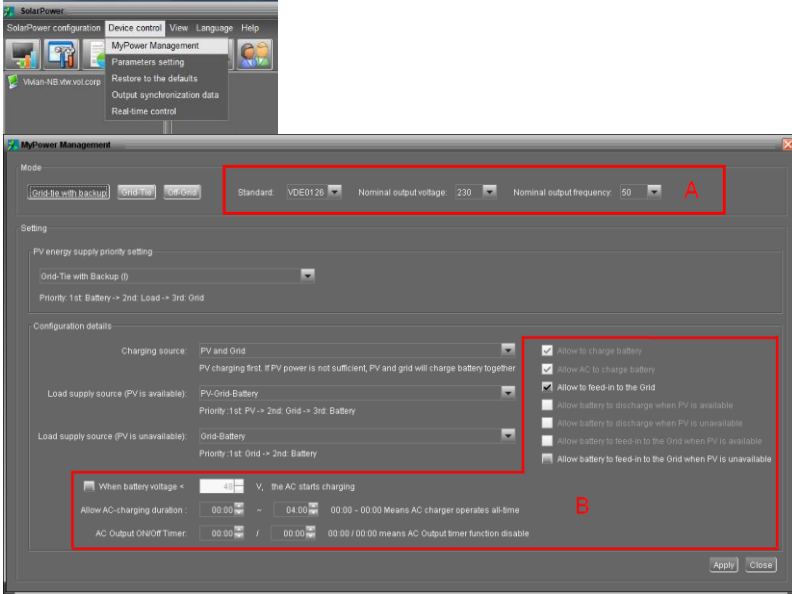 SolarPower
SolarPower configuration Device control View Language Help
MyPower Management
Parameters setting
Restore to the defaults
Output synchronization data
Real-time control
Vivian-NB.vtw.vol.corp
MyPower Management
Mode
Grid-tie with backup Grid-Tie Off-Grid Standard: VDE0126 Nominal output voltage: 230 Nominal output frequency: 50 A
Setting
PV energy supply priority setting
Grid-Tie with Backup (I)
Priority: 1st: Battery -> 2nd: Load -> 3rd: Grid
Configuration details
Charging source: PV and Grid
PV charging first. If PV power is not sufficient, PV and grid will charge battery together
Load supply source (PV is available): PV-Grid-Battery
Priority :1st: PV -> 2nd: Grid -> 3rd: Battery
Load supply source (PV is unavailable): Grid-Battery
Priority :1st: Grid -> 2nd: Battery
Allow to charge battery
Allow AC to charge battery
Allow to feed-in to the Grid
Allow battery to discharge when PV is available
Allow battery to discharge when PV is unavailable
Allow battery to feed-in to the Grid when PV is available
Allow battery to feed-in to the Grid when PV is unavailable
When battery voltage < 48 V, the AC starts charging
Allow AC-charging duration : 00:00 ~ 04:00 00:00 ~ 00:00 Means AC charger operates all-time
AC Output ON/Off Timer: 00:00 / 00:00 00:00 / 00:00 means AC Output timer function disable
B
Apply Close